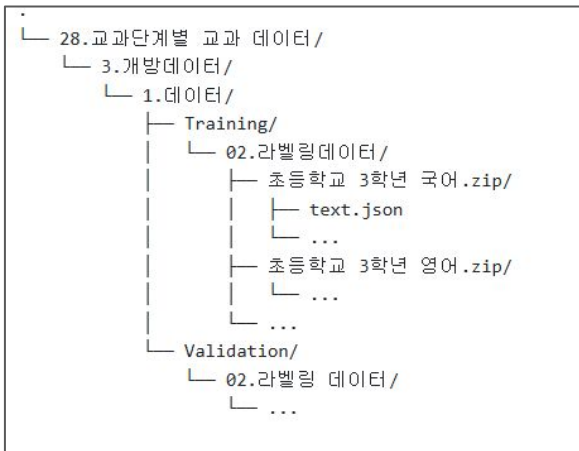 .
└── 28.교과단계별 교과 데이터/
    └── 3.개방데이터/
        └── 1.데이터/
            ├── Training/
            │   └── 02.라벨링데이터/
            │       ├── 초등학교 3학년 국어.zip/
            │       │   ├── text.json
            │       │   └── ...
            │       ├── 초등학교 3학년 영어.zip/
            │       │   └── ...
            │       └── ...
            └── Validation/
                └── 02.라벨링 데이터/
                    └── ...